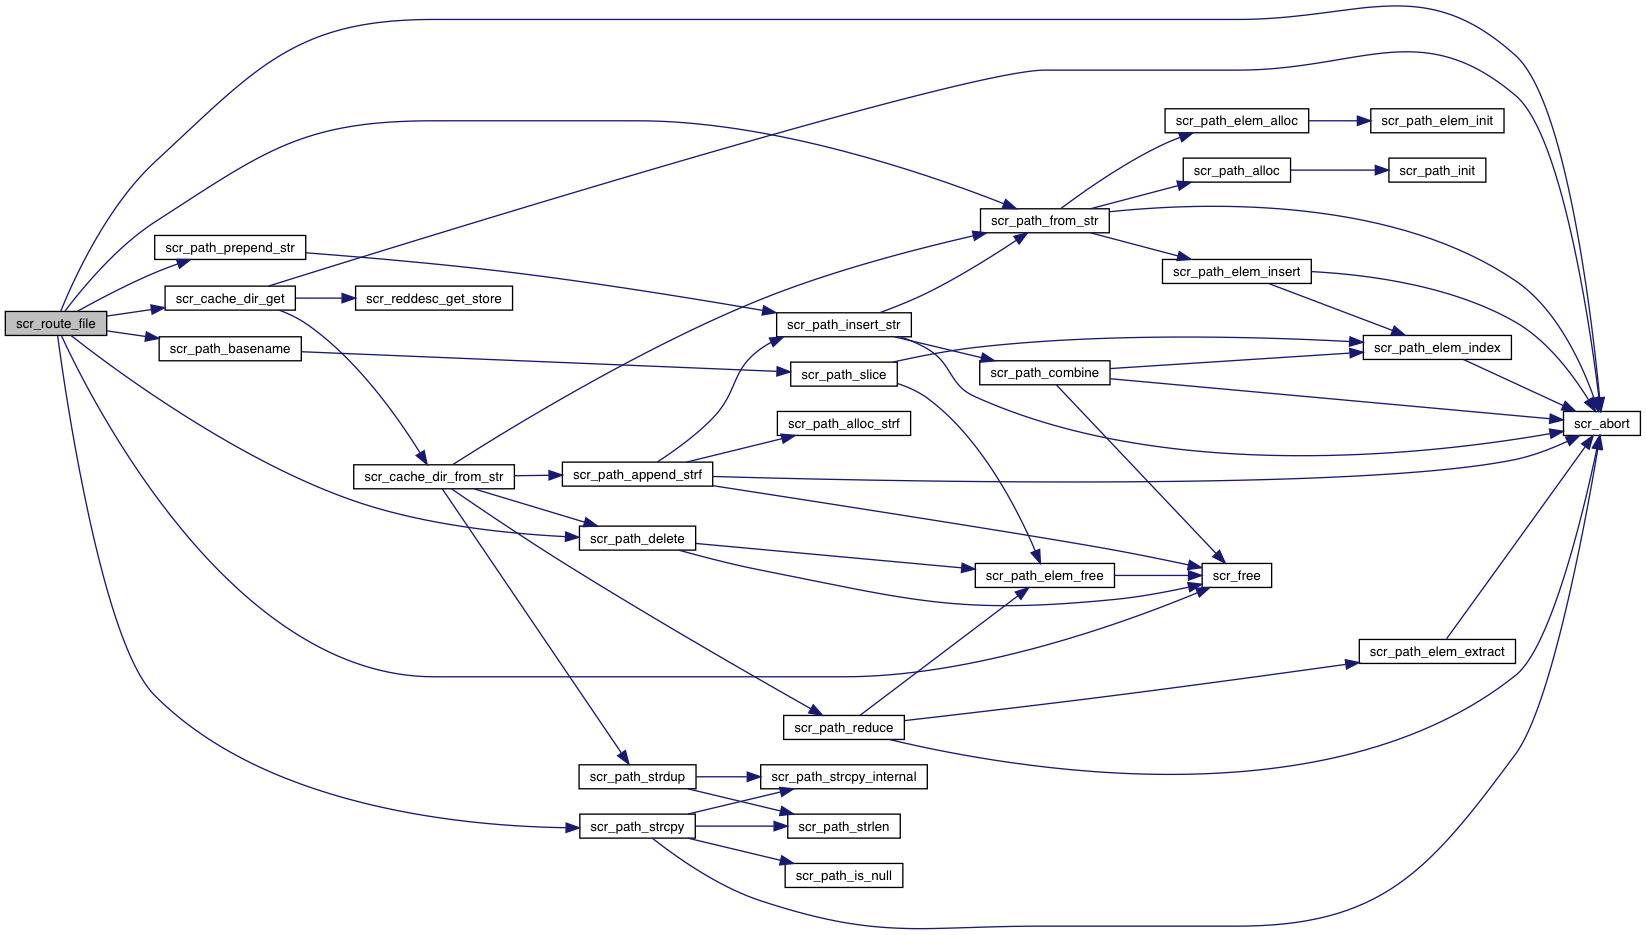 scr_path_elem_alloc
scr_path_elem_init
scr_path_alloc
scr_path_init
scr_path_from_str
scr_path_prepend_str
scr_path_elem_insert
scr_cache_dir_get
scr_reddesc_get_store
scr_route_file
scr_path_insert_str
scr_path_basename
scr_path_elem_index
scr_path_slice
scr_path_combine
scr_path_alloc_strf
scr_abort
scr_cache_dir_from_str
scr_path_append_strf
scr_path_delete
scr_path_elem_free
scr_free
scr_path_elem_extract
scr_path_reduce
scr_path_strdup
scr_path_strcpy_internal
scr_path_strcpy
scr_path_strlen
scr_path_is_null